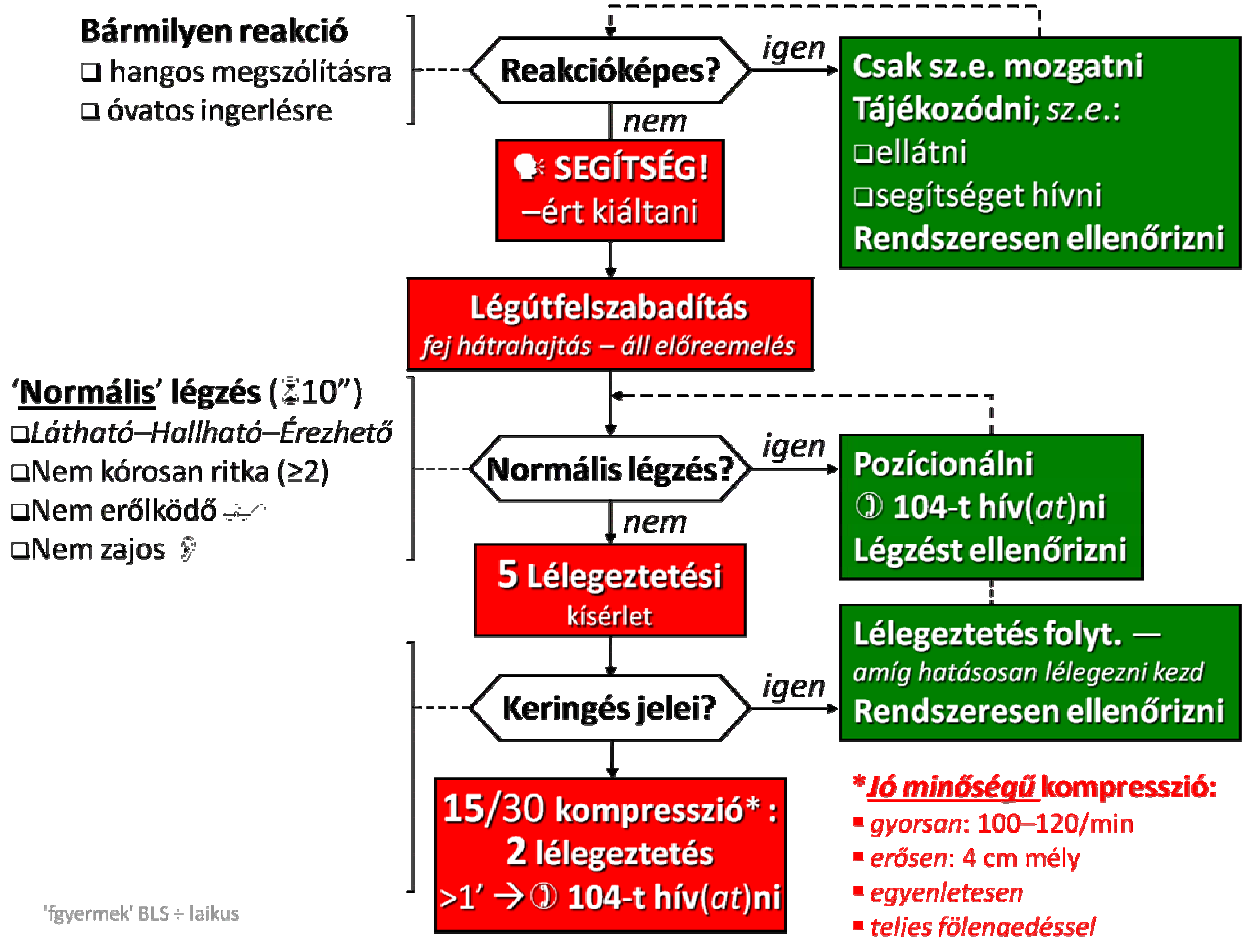 Bármilyen reakció
❑ hangos megszólításra
❑ óvatos ingerlésre
Reakcióképes?
igen
Csak sz.e. mozgatni
Tájékozódni; sz.e.:
❑ellátni
❑segítséget hívni
Rendszeresen ellenőrizni
nem
SEGÍTSÉG!
–ért kiáltani
Légútfelszabadítás
fej hátrahajtás – áll előreemelés
‘Normális’ légzés (⌛10”)
❑Látható–Hallható–Érezhető
❑Nem kórosan ritka (≥2)
❑Nem erőlködő
❑Nem zajos
Normális légzés?
igen
Pozícionálni
✆ 104-t hív(at)ni
Légzést ellenőrizni
nem
5 Lélegeztetési
kísérlet
Keringés jelei?
igen
Lélegeztetés folyt. —
amíg hatásosan lélegezni kezd
Rendszeresen ellenőrizni
15/30 kompresszió* :
2 lélegeztetés
>1’ → ✆ 104-t hív(at)ni
*Jó minőségű kompresszió:
▪ gyorsan: 100–120/min
▪ erősen: 4 cm mély
▪ egyenletesen
▪ teljes fölengedéssel
'fgyermek' BLS ÷ laikus